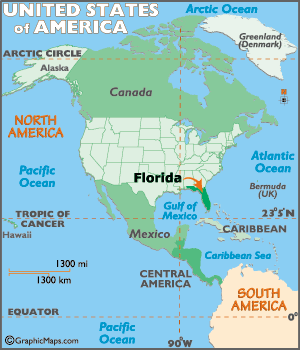 UNITED STATES
of AMERICA
Arctic Ocean
Greenland
(Denmark)
ARCTIC CIRCLE
Alaska
Canada
NORTH
AMERICA
Pacific
Ocean
Atlantic
Ocean
Florida
Bermuda
(UK)
Gulf of
Mexico
TROPIC OF
CANCER
23°5'N
Hawaii
Mexico
CARIBBEAN
Caribbean Sea
1300 mi
1300 km
CENTRAL
AMERICA
SOUTH
AMERICA
EQUATOR
0°
Pacific
Ocean
90°W
©GraphicMaps.com